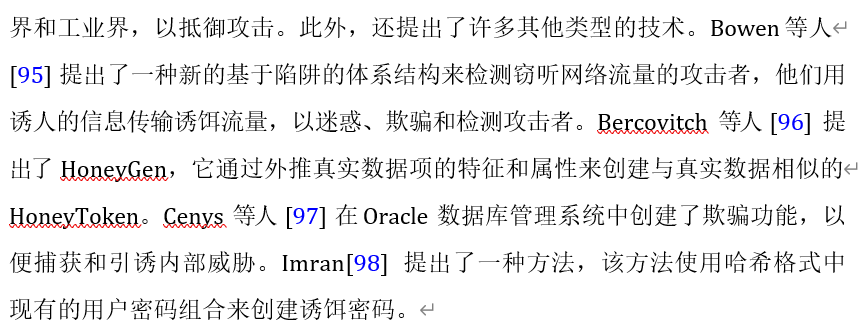 界和工业界，以抵御攻击。此外，还提出了许多其他类型的技术。Bowen 等人
[95] 提出了一种新的基于陷阱的体系结构来检测窃听网络流量的攻击者，他们用
诱人的信息传输诱饵流量，以迷惑、欺骗和检测攻击者。Bercovitch 等人 [96] 提
出了 HoneyGen，它通过外推真实数据项的特征和属性来创建与真实数据相似的
HoneyToken。Cenys 等人 [97] 在 Oracle 数据库管理系统中创建了欺骗功能，以
便捕获和引诱内部威胁。Imran[98] 提出了一种方法，该方法使用哈希格式中
现有的用户密码组合来创建诱饵密码。